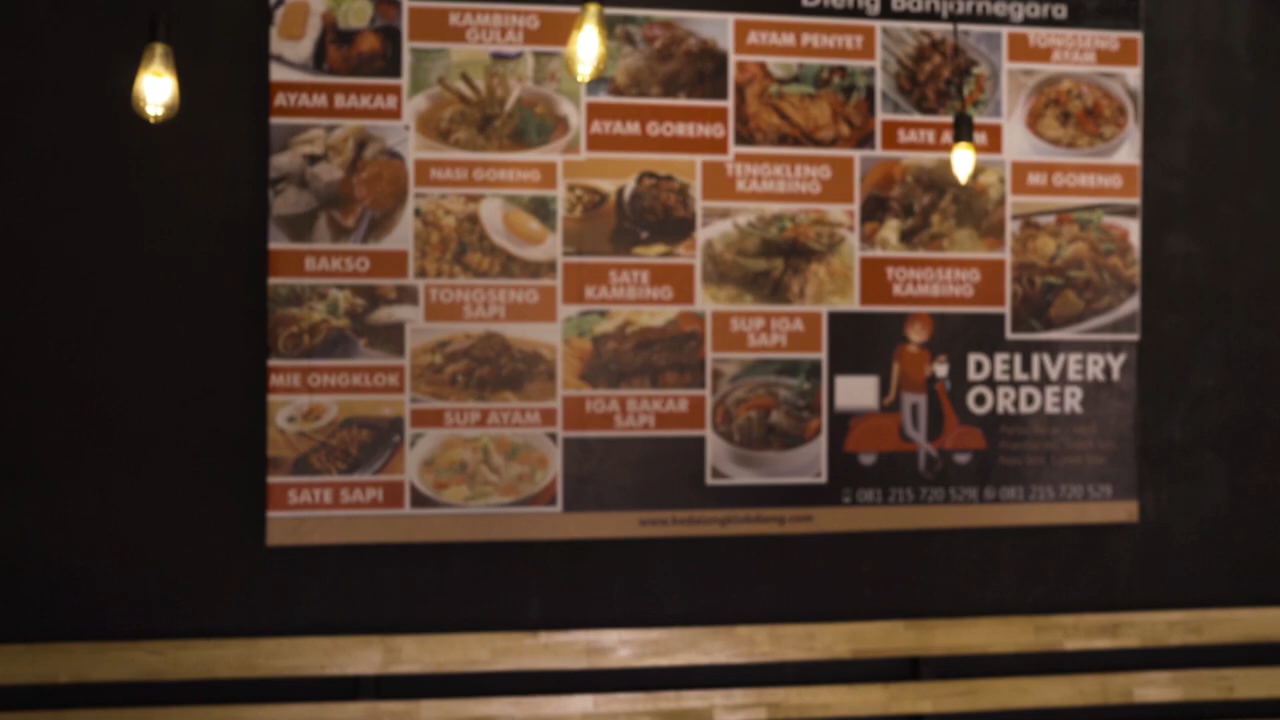 Dieng Banjarnegara
KAMBING
GULAI
AYAM PENYET
TONGSENG
AYAM
AYAM BAKAR
AYAM GORENG
SATE
NASI GORENG
TENGKLENG
KAMBING
MI GORENG
BAKSO
SATE
KAMBING
TONGSENG
KAMBING
TONGSENG
SAPI
SUP IGA
SAPI
DELIVERY
ORDER
MIE ONGKLOK
SUP AYAM
IGA BAKAR
SAPI
SATE SAPI
081 215 720 529 081 215 720 529